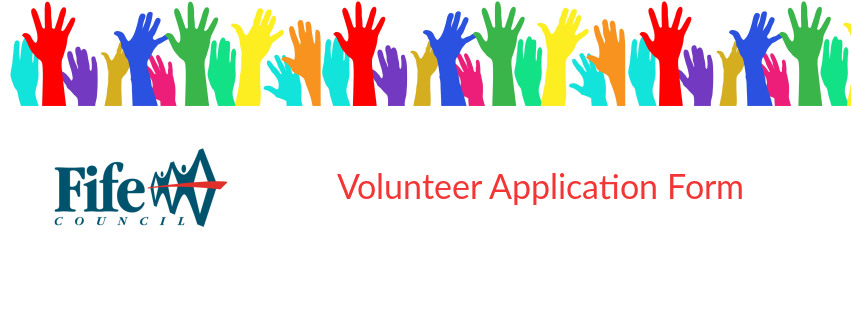 Fife
COUNCIL
Volunteer Application Form